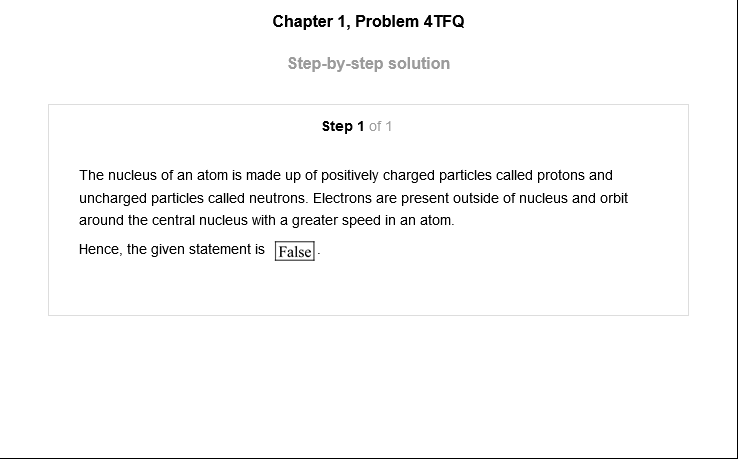 Chapter 1, Problem 4TFQ
Step-by-step solution
Step 1 of 1
The nucleus of an atom is made up of positively charged particles called protons and
uncharged particles called neutrons. Electrons are present outside of nucleus and orbit
around the central nucleus with a greater speed in an atom.
Hence, the given statement is False.